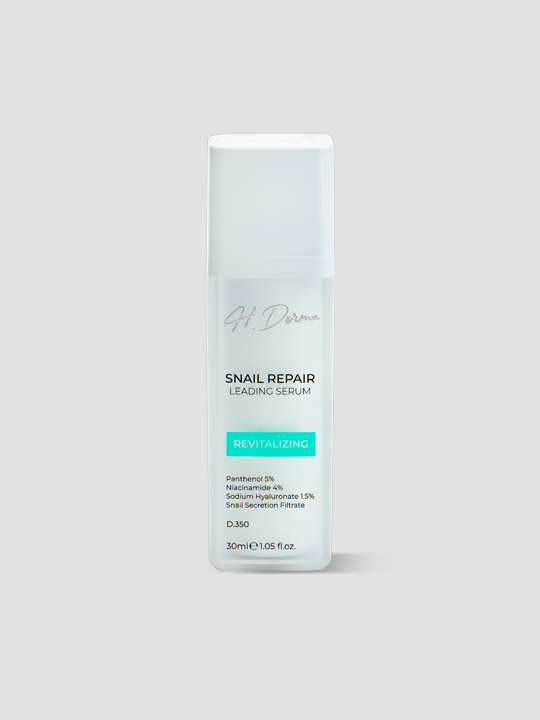 H. Derma
SNAIL REPAIR
LEADING SERUM
REVITALIZING
Panthenol 5%
Niacinamide 4%
Sodium Hyaluronate 1.5%
Snail Secretion Filtrate
D.350
30ml℮1.05 fl.oz.